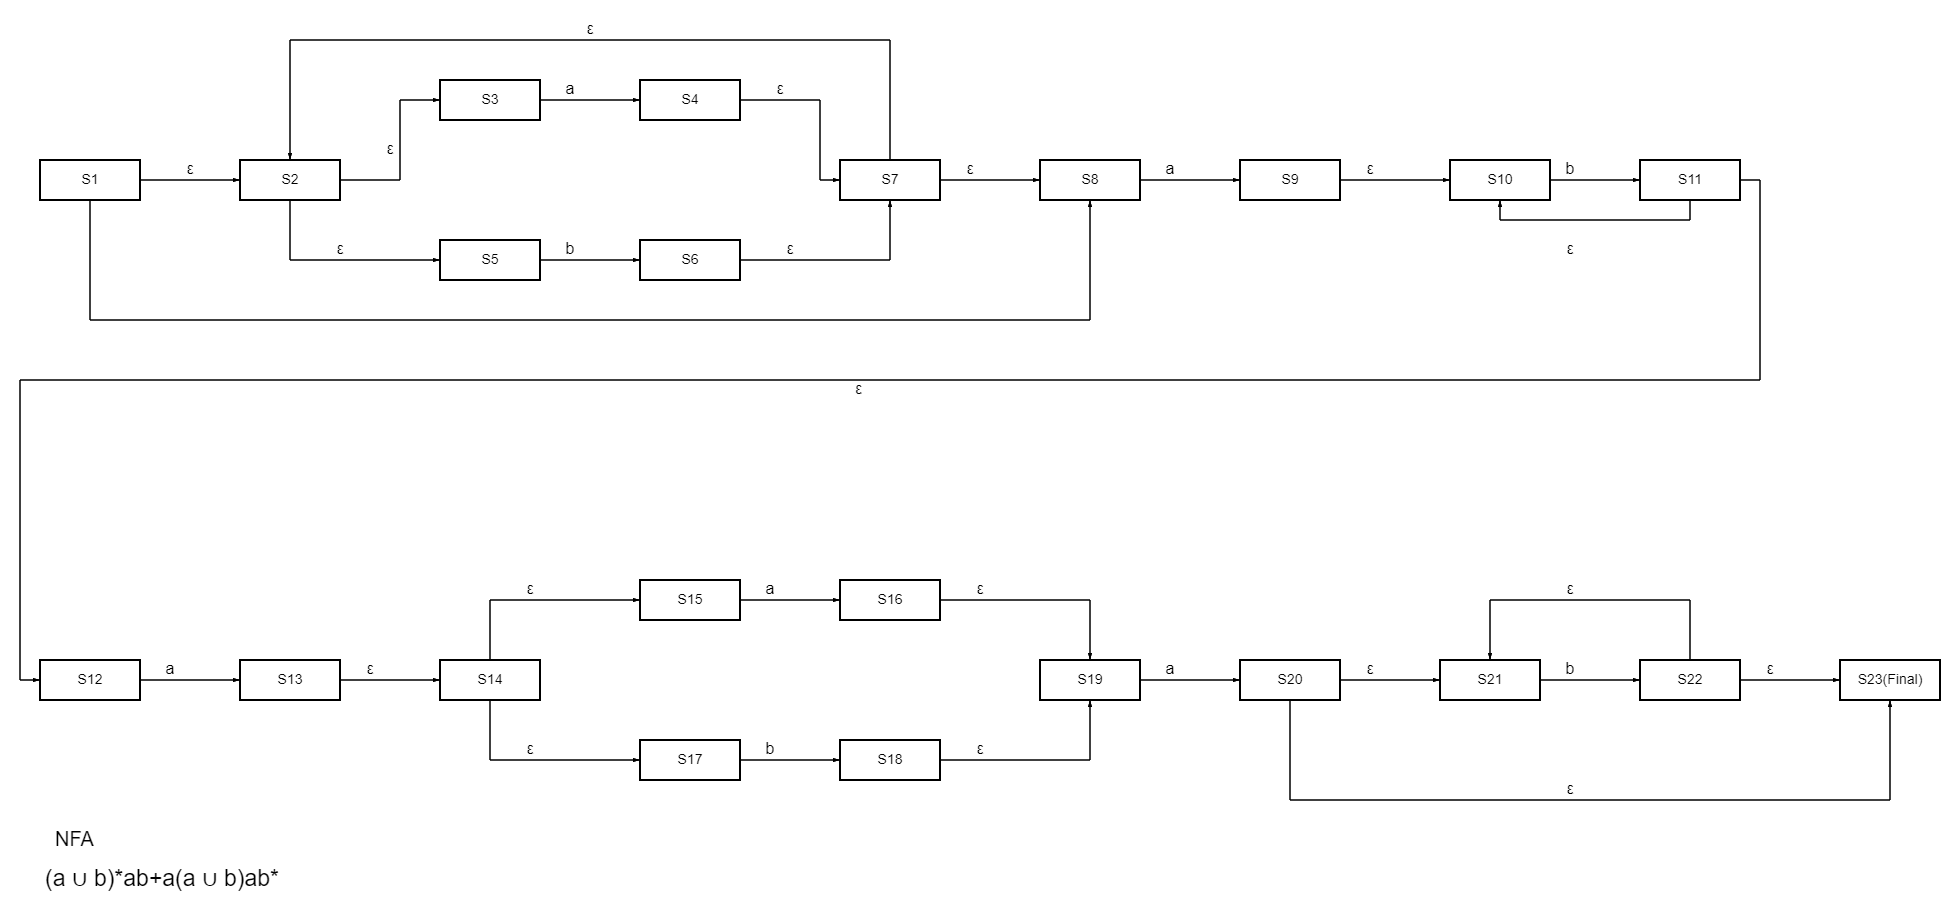 ε
S3 a S4 ε
ε
S1 ε S2 S7 ε S8 a S9 ε S10 b S11
ε S5 b S6 ε ε
ε
ε S15 a S16 ε ε
S12 a S13 ε S14 S19 a S20 ε S21 b S22 ε S23(Final)
ε S17 b S18 ε
ε
NFA
(a ∪ b)*ab+a(a ∪ b)ab*